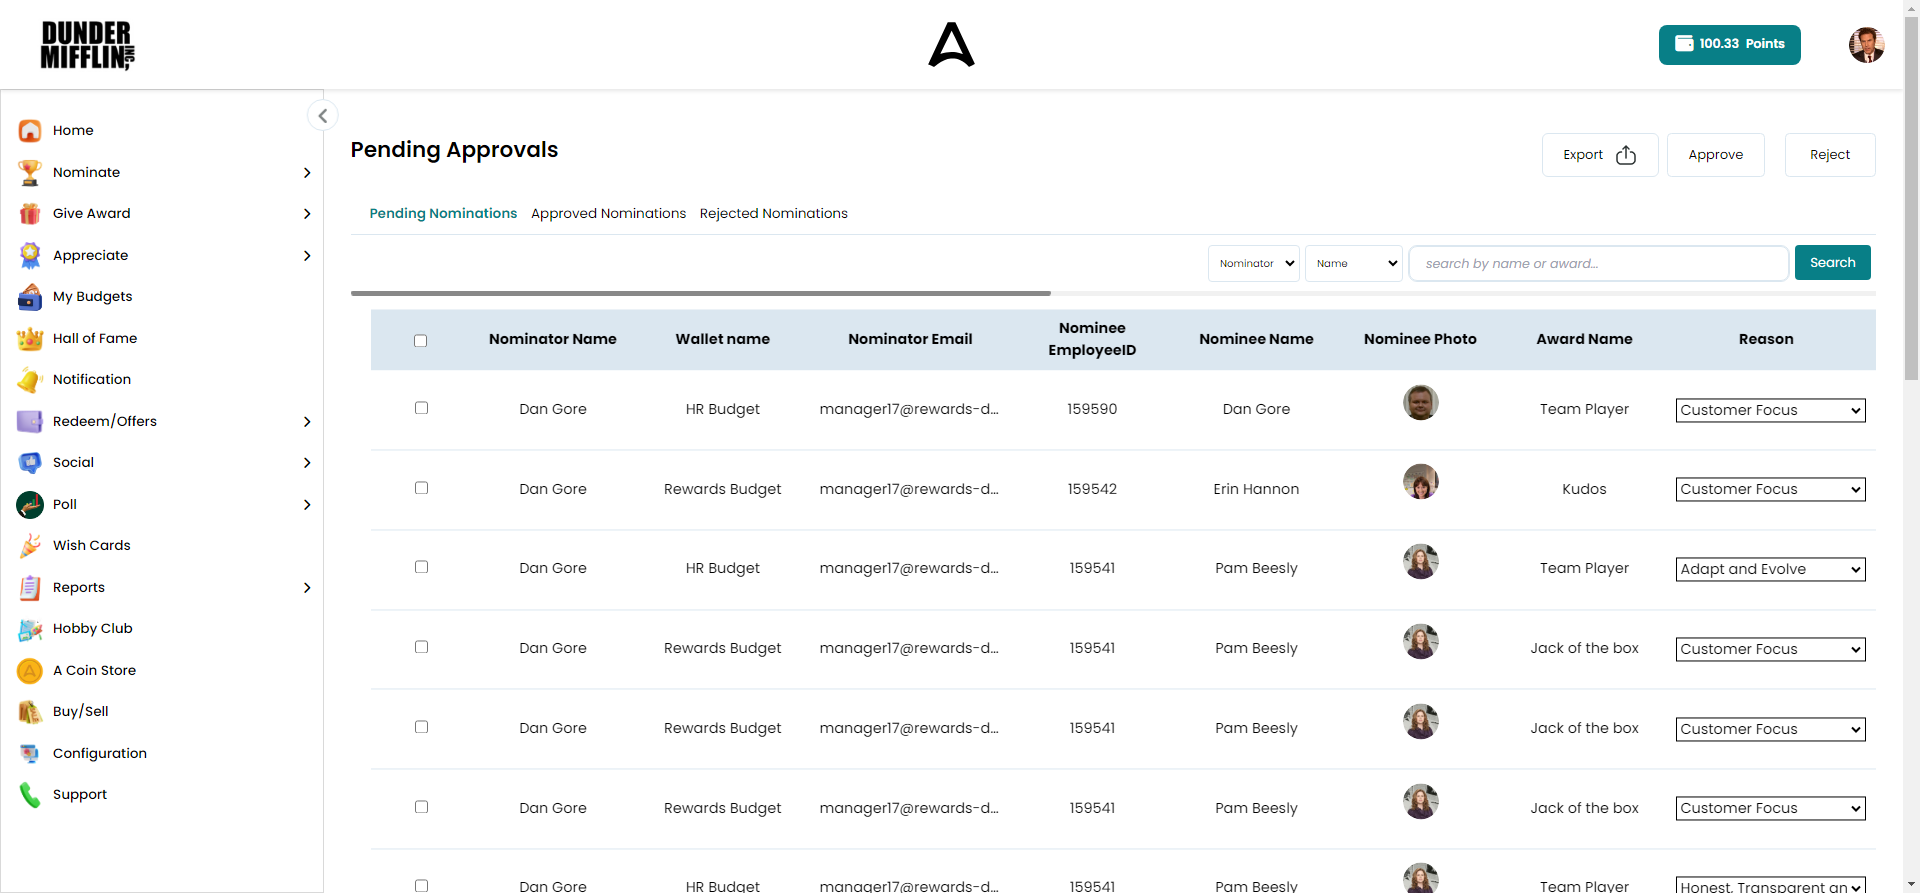 DUNDER
MIFFLIN, INC
100.33 Points
Home
Nominate
Give Award
Appreciate
My Budgets
Hall of Fame
Notification
Redeem/Offers
Social
Poll
Wish Cards
Reports
Hobby Club
A Coin Store
Buy/Sell
Configuration
Support
Pending Approvals
Export
Approve
Reject
Pending Nominations Approved Nominations Rejected Nominations
Nominator Name search by name or award... Search
Nominator Name Wallet name Nominator Email Nominee EmployeeID Nominee Name Nominee Photo Award Name Reason
Dan Gore HR Budget manager17@rewards-d... 159590 Dan Gore Team Player Customer Focus
Dan Gore Rewards Budget manager17@rewards-d... 159542 Erin Hannon Kudos Customer Focus
Dan Gore HR Budget manager17@rewards-d... 159541 Pam Beesly Team Player Adapt and Evolve
Dan Gore Rewards Budget manager17@rewards-d... 159541 Pam Beesly Jack of the box Customer Focus
Dan Gore Rewards Budget manager17@rewards-d... 159541 Pam Beesly Jack of the box Customer Focus
Dan Gore Rewards Budget manager17@rewards-d... 159541 Pam Beesly Jack of the box Customer Focus
Dan Gore HR Budget manager17@rewards-d... 159541 Pam Beesly Team Player Honest, Transparent an